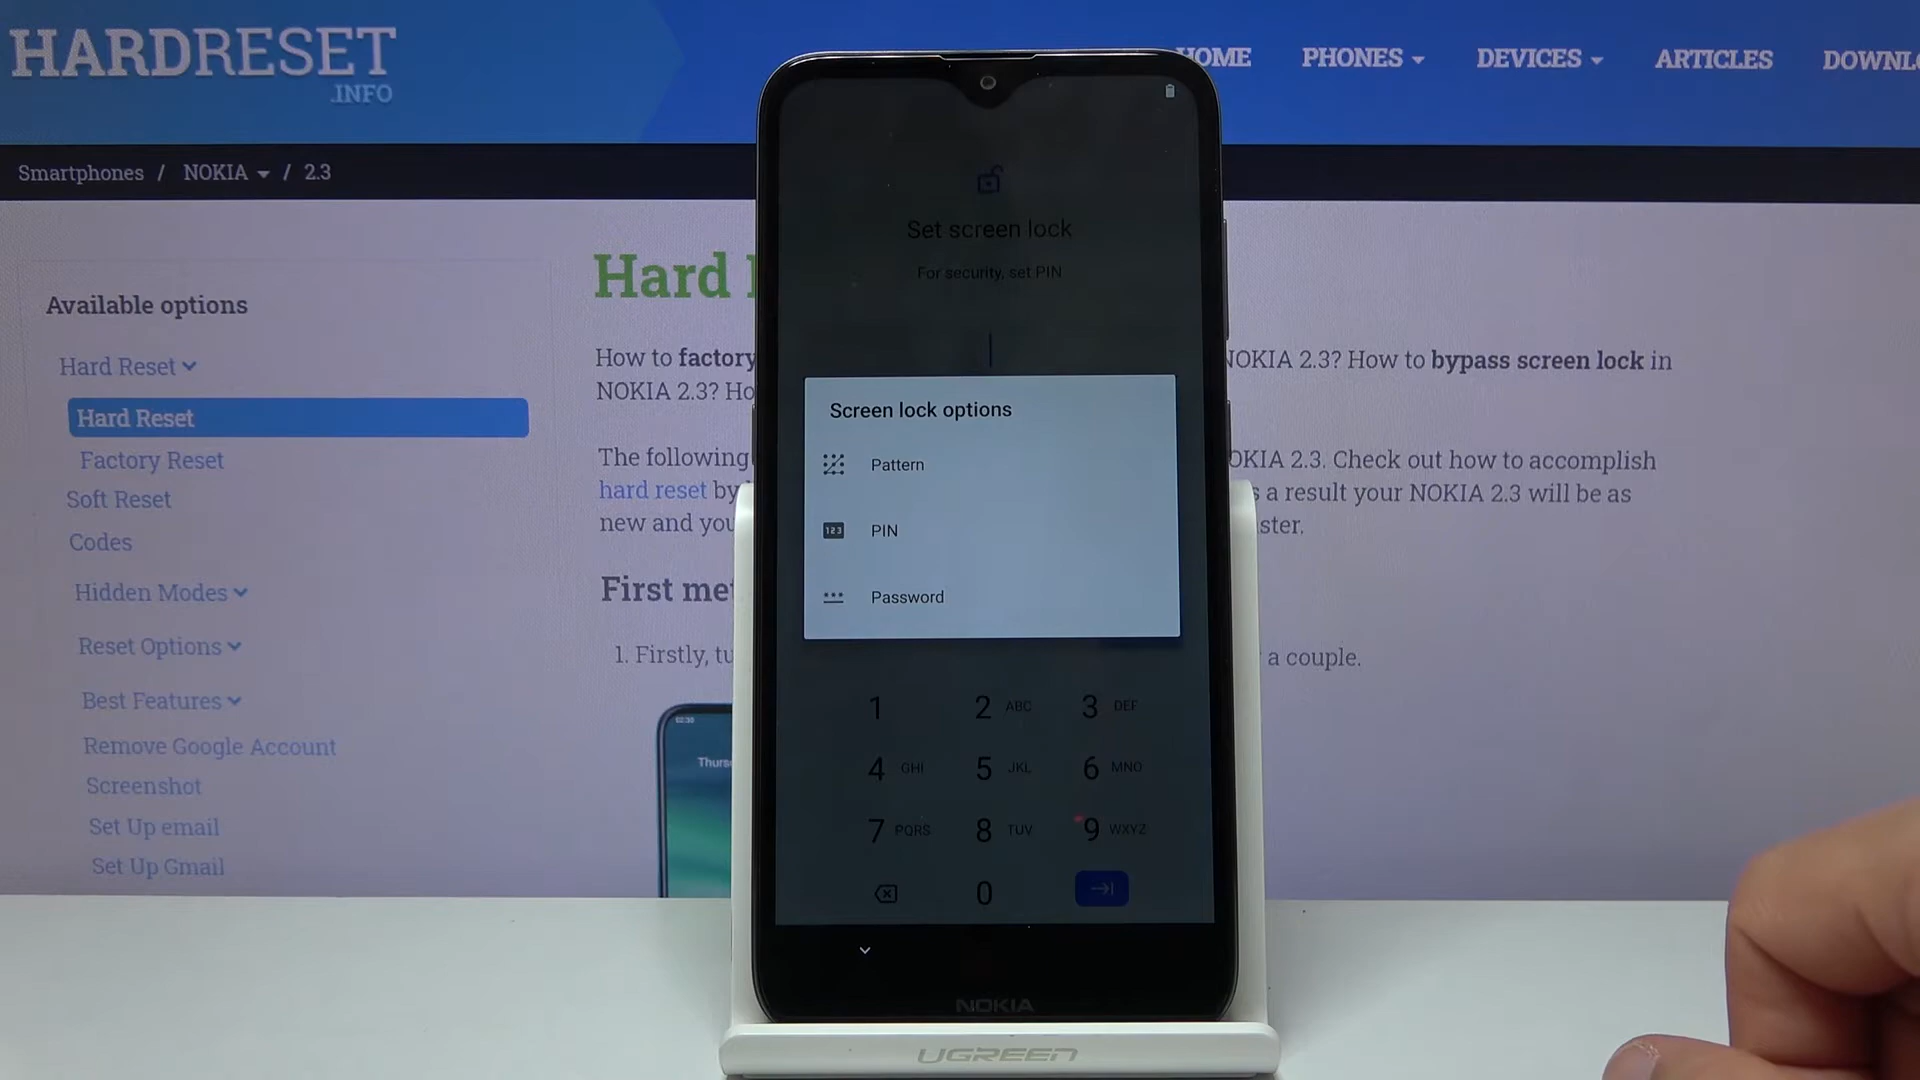 HARDRESET
.INFO
HOME PHONES DEVICES ARTICLES DOWNL
Smartphones / NOKIA / 2.3
Available options
Hard Reset
Hard Reset
Factory Reset
Soft Reset
Codes
Hidden Modes
Reset Options
Best Features
Remove Google Account
Screenshot
Set Up email
Set Up Gmail
Hard
How to factory NOKIA 2.3? How to bypass screen lock in
NOKIA 2.3? Ho
The following OKIA 2.3. Check out how to accomplish
hard reset by s a result your NOKIA 2.3 will be as
new and you ster.
First met
1. Firstly, tu a couple.
02:30
Thurs
Set screen lock
For security, set PIN
Screen lock options
Pattern
123 PIN
Password
1 2 ABC 3 DEF
4 GHI 5 JKL 6 MNO
7 PQRS 8 TUV 9 WXYZ
0
NOKIA
UGREEN